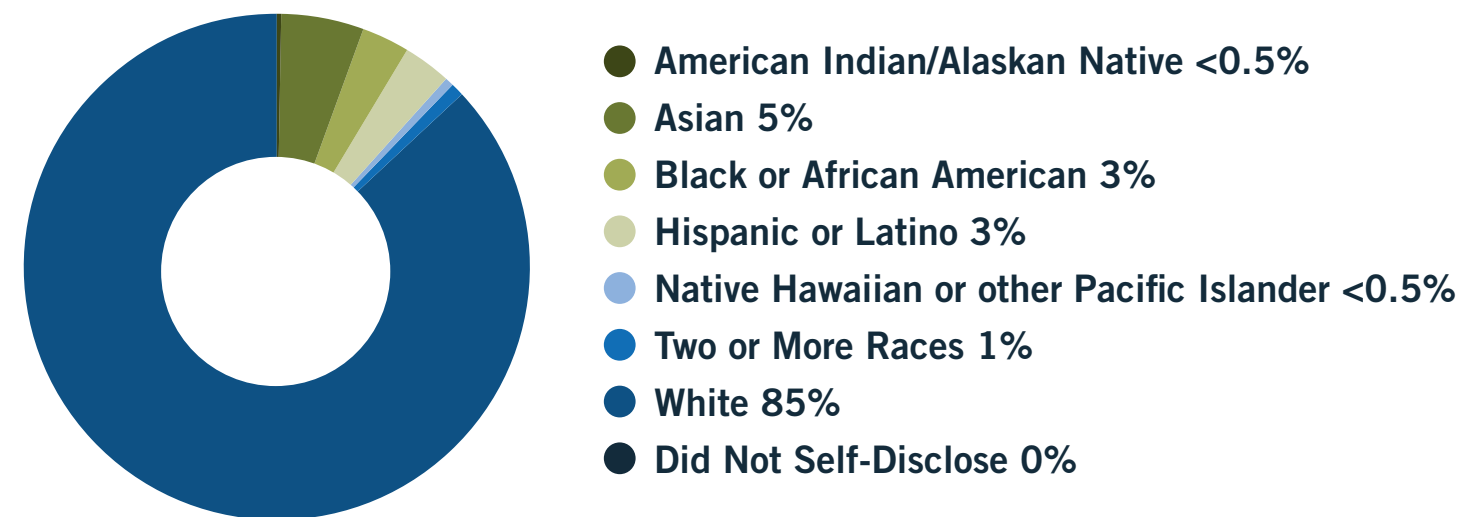 American Indian/Alaskan Native <0.5%
Asian 5%
Black or African American 3%
Hispanic or Latino 3%
Native Hawaiian or other Pacific Islander <0.5%
Two or More Races 1%
White 85%
Did Not Self-Disclose 0%